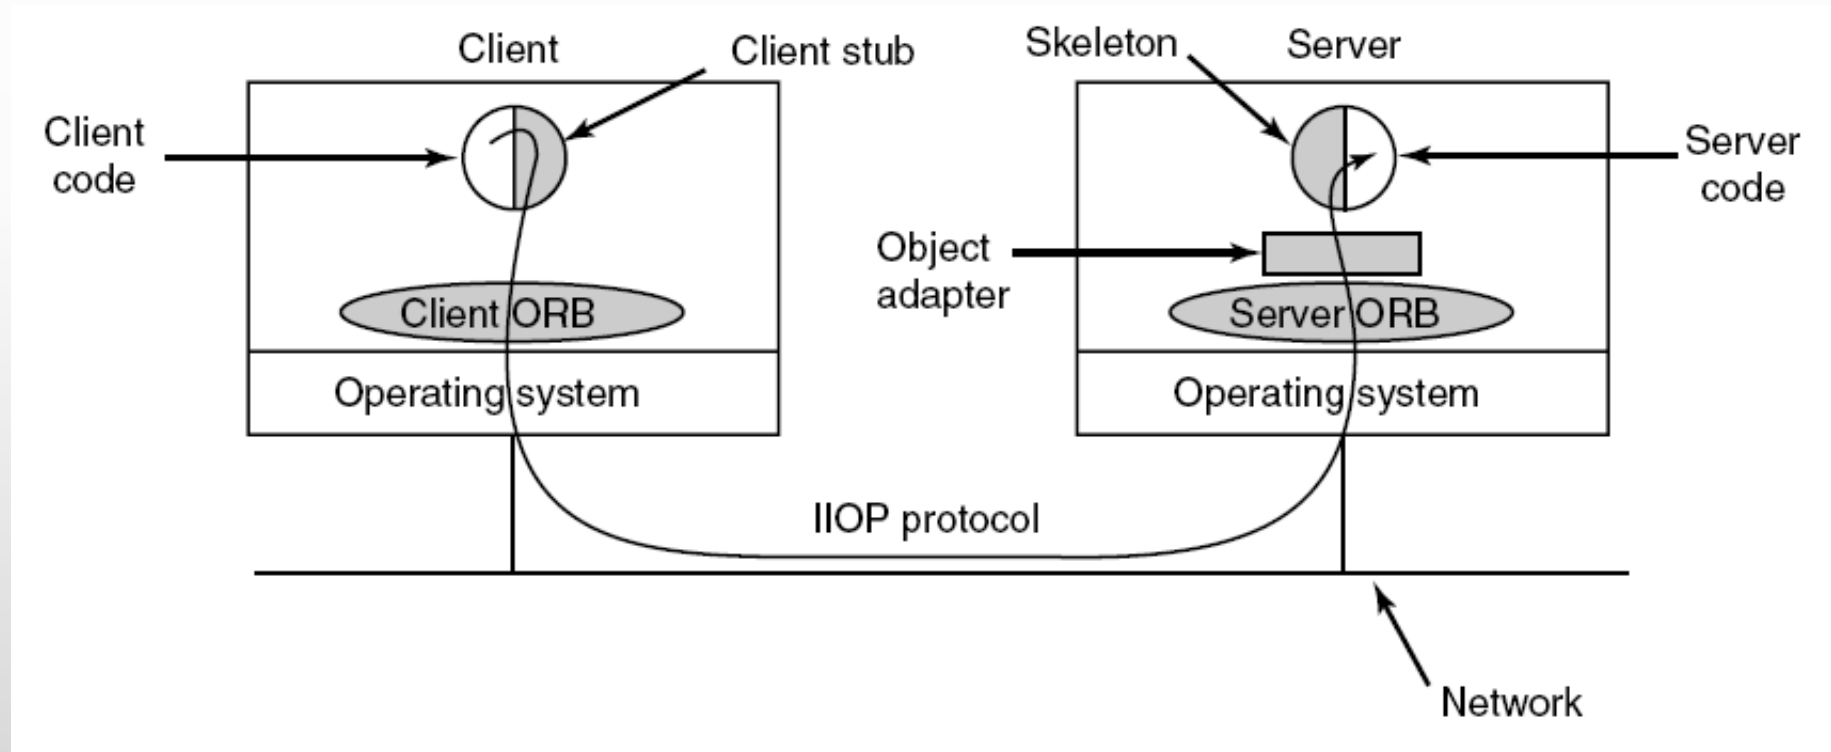 Client
Client stub
Skeleton
Server
Client
code
Server
code
Object
adapter
Client ORB
Server ORB
Operating system
Operating system
IIOP protocol
Network